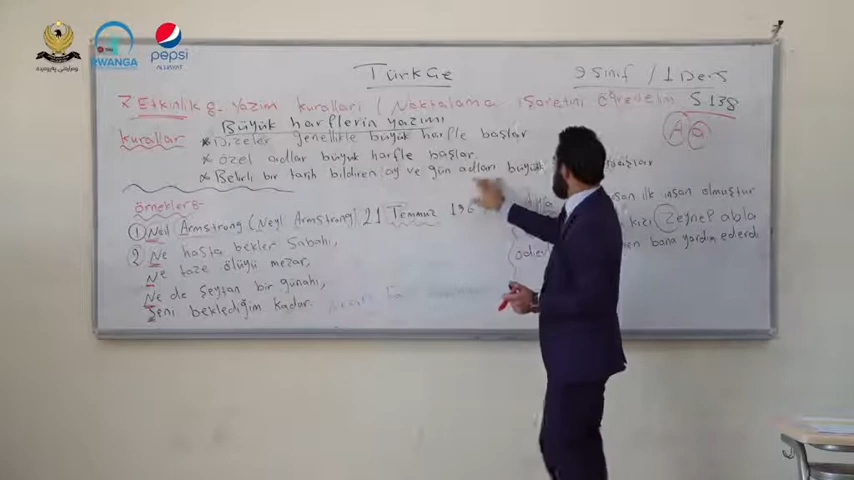 RWANGA
pepsi
Türkçe
9 Sınıf / 1 Ders
Etkinlik 8- Yazım kuralları / Noktalama işaretini öğrenelim S 138
Büyük harflerin yazımı
A
kurallar * Dizeler genellikle büyük harfle başlar
* özel adlar büyük harfle başlar
* Belirli bir tarih bildiren ay ve gün adları büyük
örnekler:-
① Neil Armstrong (Neyl Armstrong) 21 Temmuz 196 ilk insan olmuştur
② Ne hasta bekler sabahı,
kızı Zeynep abla
Ne taze ölüyü mezar,
bana yardım ederdi
Ne de şeytan bir günahı,
Seni beklediğim kadar.